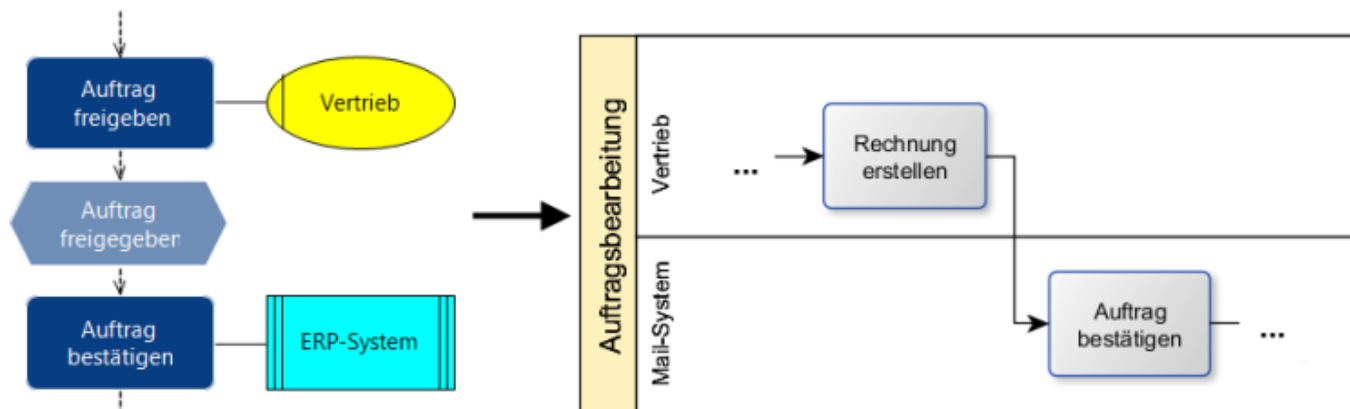 Auftrag
freigeben
Vertrieb
Auftrag
freigegeben
Auftrag
bestätigen
ERP-System
Auftragsbearbeitung
Vertrieb
...
Rechnung
erstellen
Mail-System
Auftrag
bestätigen
...